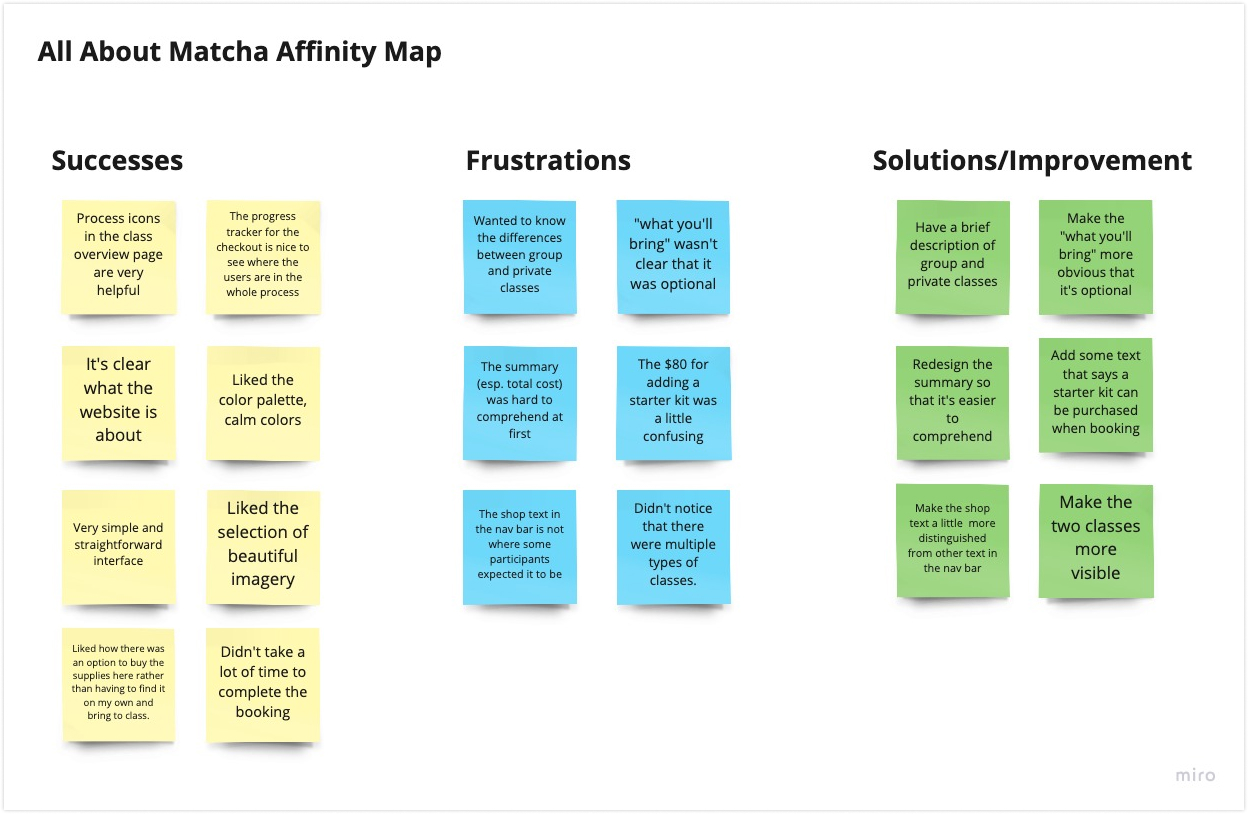 All About Matcha Affinity Map
Successes
Process icons
in the class
overview page
are very
helpful
The progress
tracker for the
checkout is nice to
see where the
users are in the
whole process
It's clear
what the
website is
about
Liked the
color palette,
calm colors
Very simple and
straightforward
interface
Liked the
selection of
beautiful
imagery
Liked how there was
an option to buy the
supplies here rather
than having to find it
on my own and
bring to class.
Didn't take a
lot of time to
complete the
booking
Frustrations
Wanted to know
the differences
between group
and private
classes
"what you'll
bring" wasn't
clear that it
was optional
The summary
(esp. total cost)
was hard to
comprehend at
first
The $80 for
adding a
starter kit was
a little
confusing
The shop text in
the nav bar is not
where some
participants
expected it to be
Didn't notice
that there
were multiple
types of
classes.
Solutions/Improvement
Have a brief
description of
group and
private classes
Make the
"what you'll
bring" more
obvious that
it's optional
Redesign the
summary so
that it's easier
to
comprehend
Add some text
that says a
starter kit can
be purchased
when booking
Make the shop
text a little  more
distinguished
from other text in
the nav bar
Make the
two classes
more
visible
miro